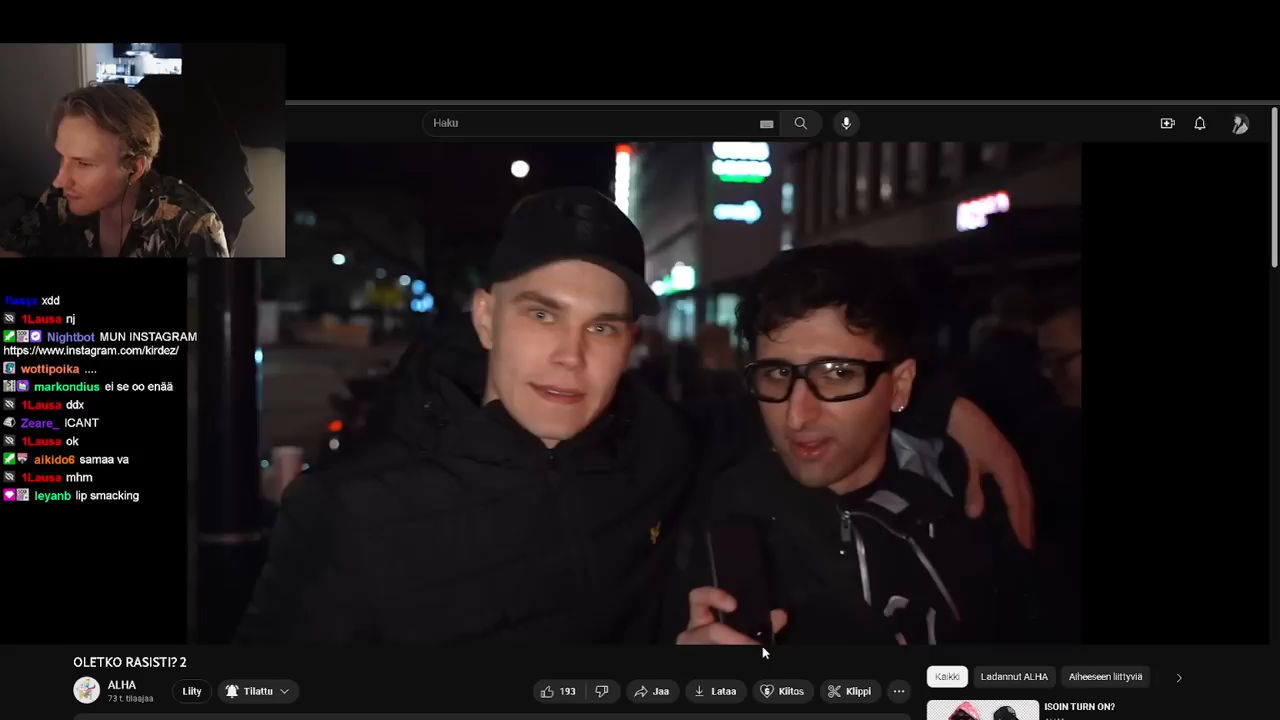 Haku
fiasys xdd
1Lausa nj
Nightbot MUN INSTAGRAM
https://www.instagram.com/kirdez/
wottipoika ....
markondius ei se oo enää
1Lausa ddx
Zeare_ ICANT
1Lausa ok
aikido6 samaa va
1Lausa mhm
leyanb lip smacking
OLETKO RASISTI? 2
ALHA
73 t. tilaajaa
Liity
Tilattu
193
Jaa
Lataa
Kiitos
Klippi
Kaikki
Ladannut ALHA
Aiheeseen liittyviä
ISOIN TURN ON?